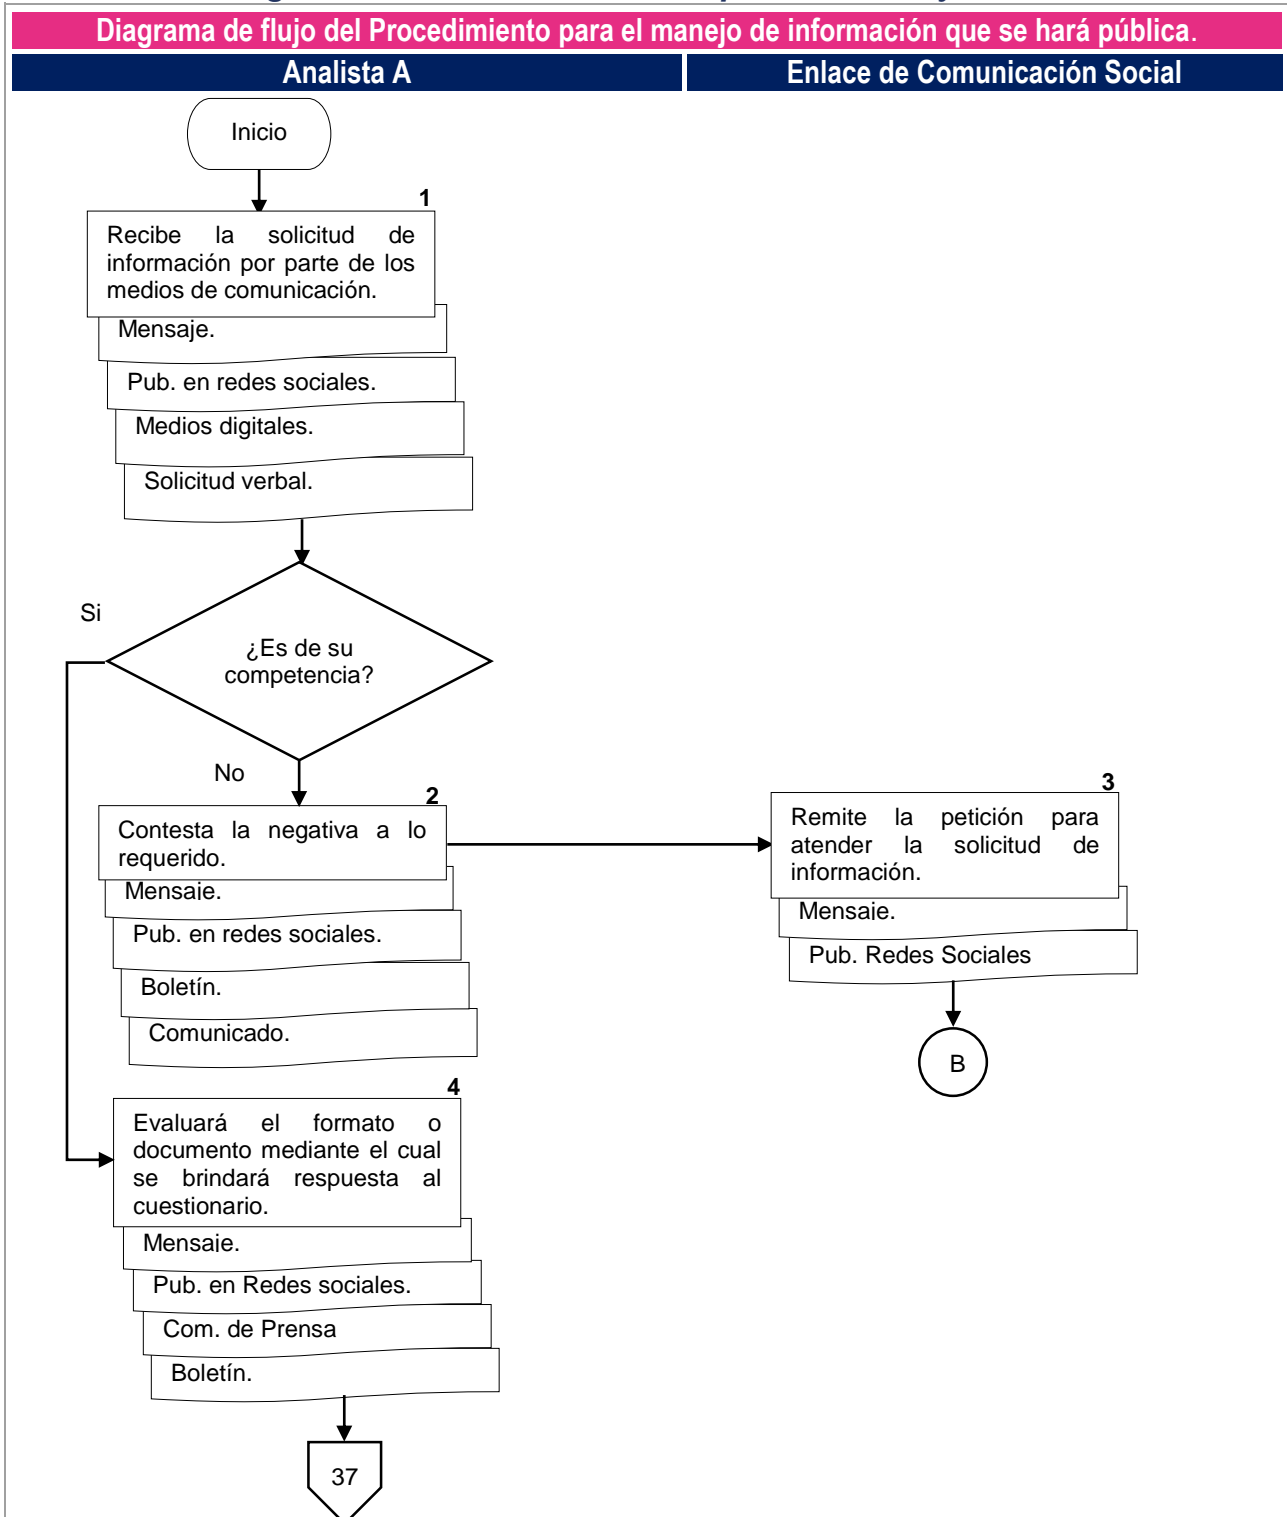 Diagrama de flujo del Procedimiento para el manejo de información que se hará pública.
Analista A
Enlace de Comunicación Social
Inicio
1
Recibe la solicitud de
información por parte de los
medios de comunicación.
Mensaje.
Pub. en redes sociales.
Medios digitales.
Solicitud verbal.
Si
¿Es de su
competencia?
No
2
Contesta la negativa a lo
requerido.
Mensaje.
Pub. en redes sociales.
Boletín.
Comunicado.
3
Remite la petición para
atender la solicitud de
información.
Mensaje.
Pub. Redes Sociales
B
4
Evaluará el formato o
documento mediante el cual
se brindará respuesta al
cuestionario.
Mensaje.
Pub. en Redes sociales.
Com. de Prensa
Boletín.
37